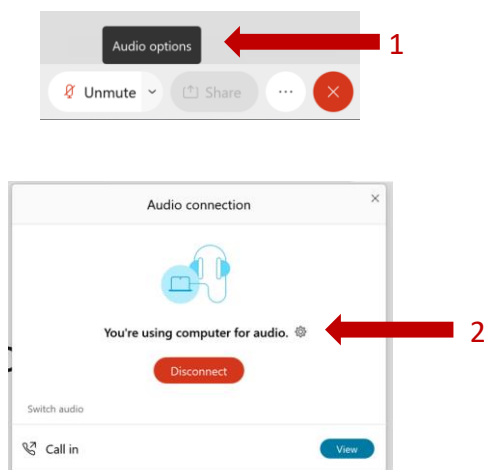 Audio options
1
Unmute
Share
Audio connection
You're using computer for audio.
2
Disconnect
Switch audio
Call in
View